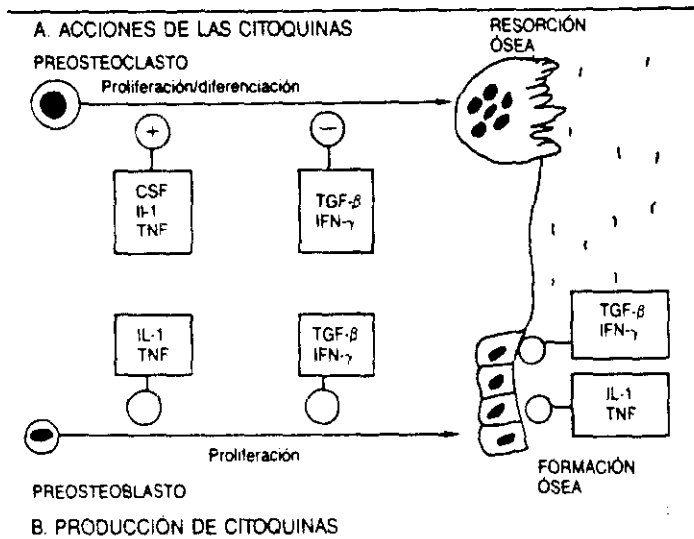 A. ACCIONES DE LAS CITOQUINAS
RESORCIÓN
ÓSEA
PREOSTEOCLASTO
Proliferación/diferenciación
+
−
CSF
Il-1
TNF
TGF-β
IFN-γ
IL-1
TNF
TGF-β
IFN-γ
TGF-β
IFN-γ
IL-1
TNF
Proliferación
FORMACIÓN
ÓSEA
PREOSTEOBLASTO
B. PRODUCCIÓN DE CITOQUINAS